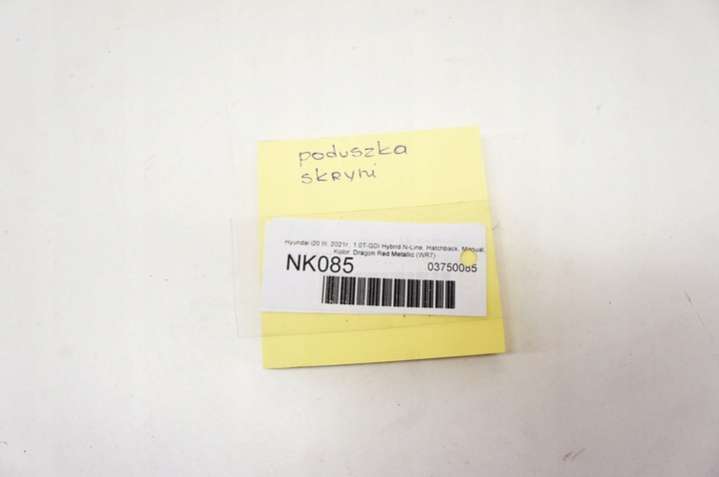 poduszka
skryni
Hyundai i20 III, 2021r., 1.0T-GDI Hybrid N-Line, Hatchback, Manual,
Kolor: Dragon Red Metallic (WR7)
NK085
03750085